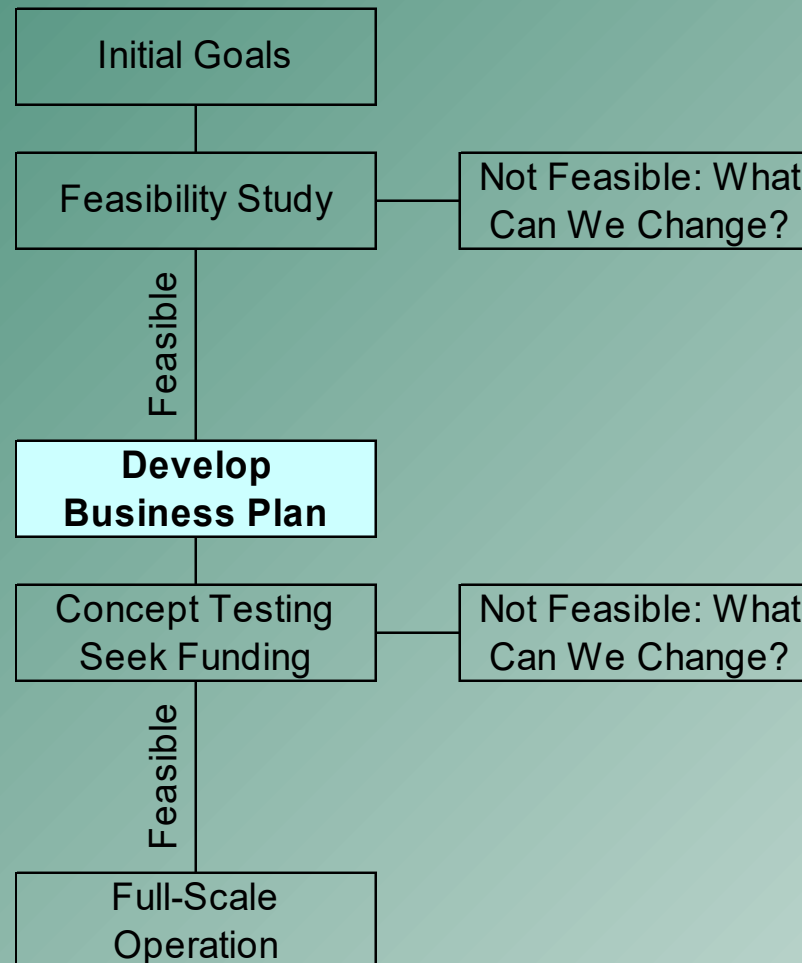 Initial Goals
Feasibility Study
Not Feasible: What
Can We Change?
Feasible
Develop
Business Plan
Concept Testing
Seek Funding
Not Feasible: What
Can We Change?
Feasible
Full-Scale
Operation